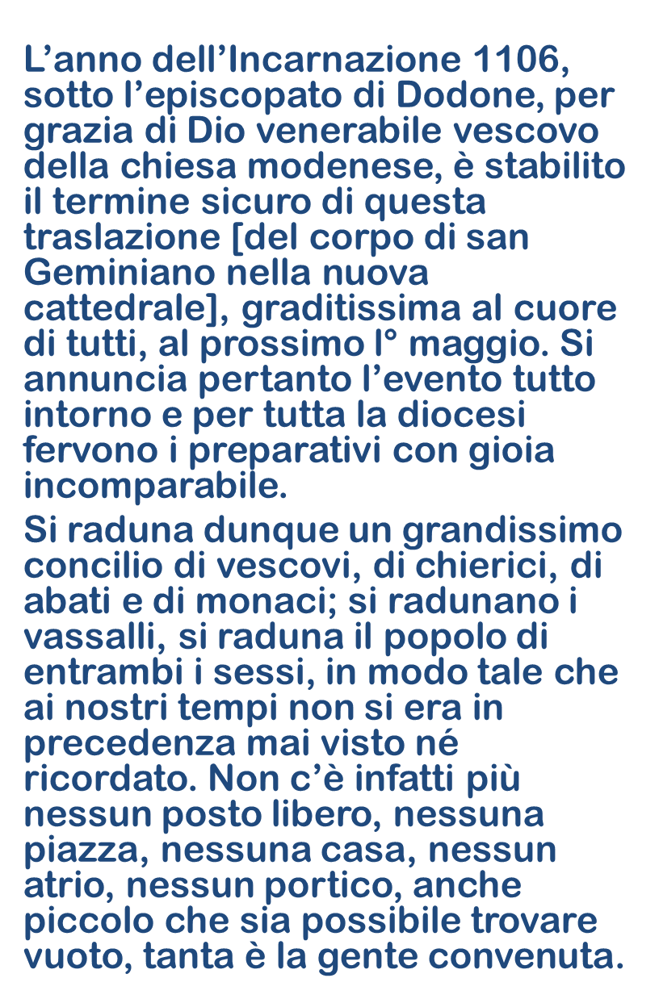 L’anno dell’Incarnazione 1106,
sotto l’episcopato di Dodone, per
grazia di Dio venerabile vescovo
della chiesa modenese, è stabilito
il termine sicuro di questa
traslazione [del corpo di san
Geminiano nella nuova
cattedrale], graditissima al cuore
di tutti, al prossimo l° maggio. Si
annuncia pertanto l’evento tutto
intorno e per tutta la diocesi
fervono i preparativi con gioia
incomparabile.
Si raduna dunque un grandissimo
concilio di vescovi, di chierici, di
abati e di monaci; si radunano i
vassalli, si raduna il popolo di
entrambi i sessi, in modo tale che
ai nostri tempi non si era in
precedenza mai visto né
ricordato. Non c’è infatti più
nessun posto libero, nessuna
piazza, nessuna casa, nessun
atrio, nessun portico, anche
piccolo che sia possibile trovare
vuoto, tanta è la gente convenuta.